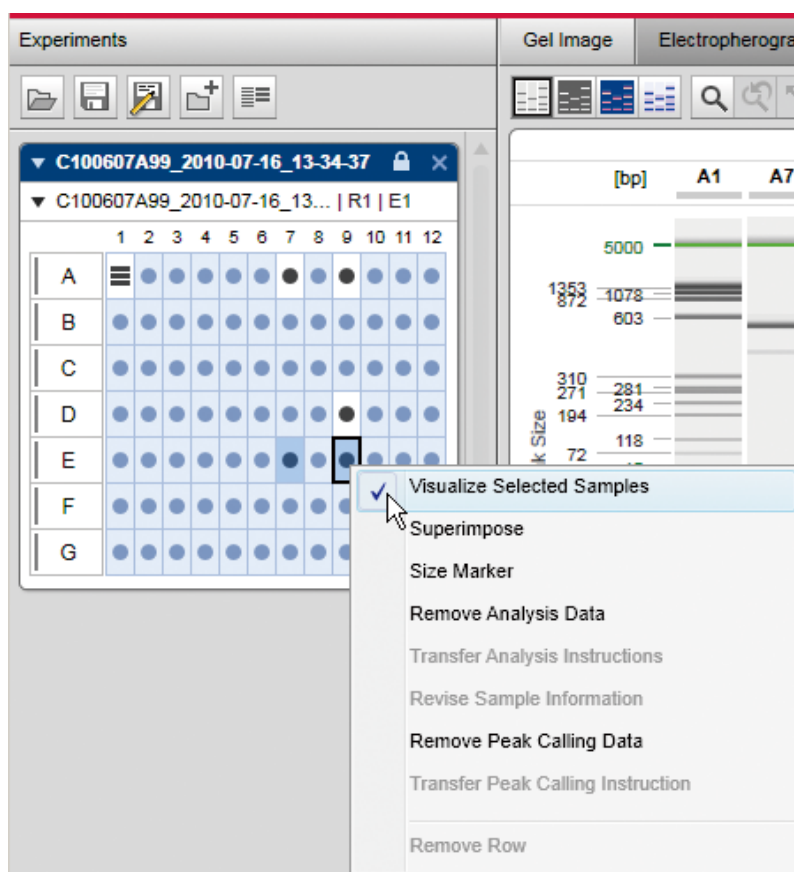 Experiments
Gel Image
Electropherogra
C100607A99_2010-07-16_13-34-37
C100607A99_2010-07-16_13... | R1 | E1
1 2 3 4 5 6 7 8 9 10 11 12
A
B
C
D
E
F
G
[bp] A1 A7
5000
1353
1078
872
603
310
281
271
234
194
118
72
k Size
Visualize Selected Samples
Superimpose
Size Marker
Remove Analysis Data
Transfer Analysis Instructions
Revise Sample Information
Remove Peak Calling Data
Transfer Peak Calling Instruction
Remove Row